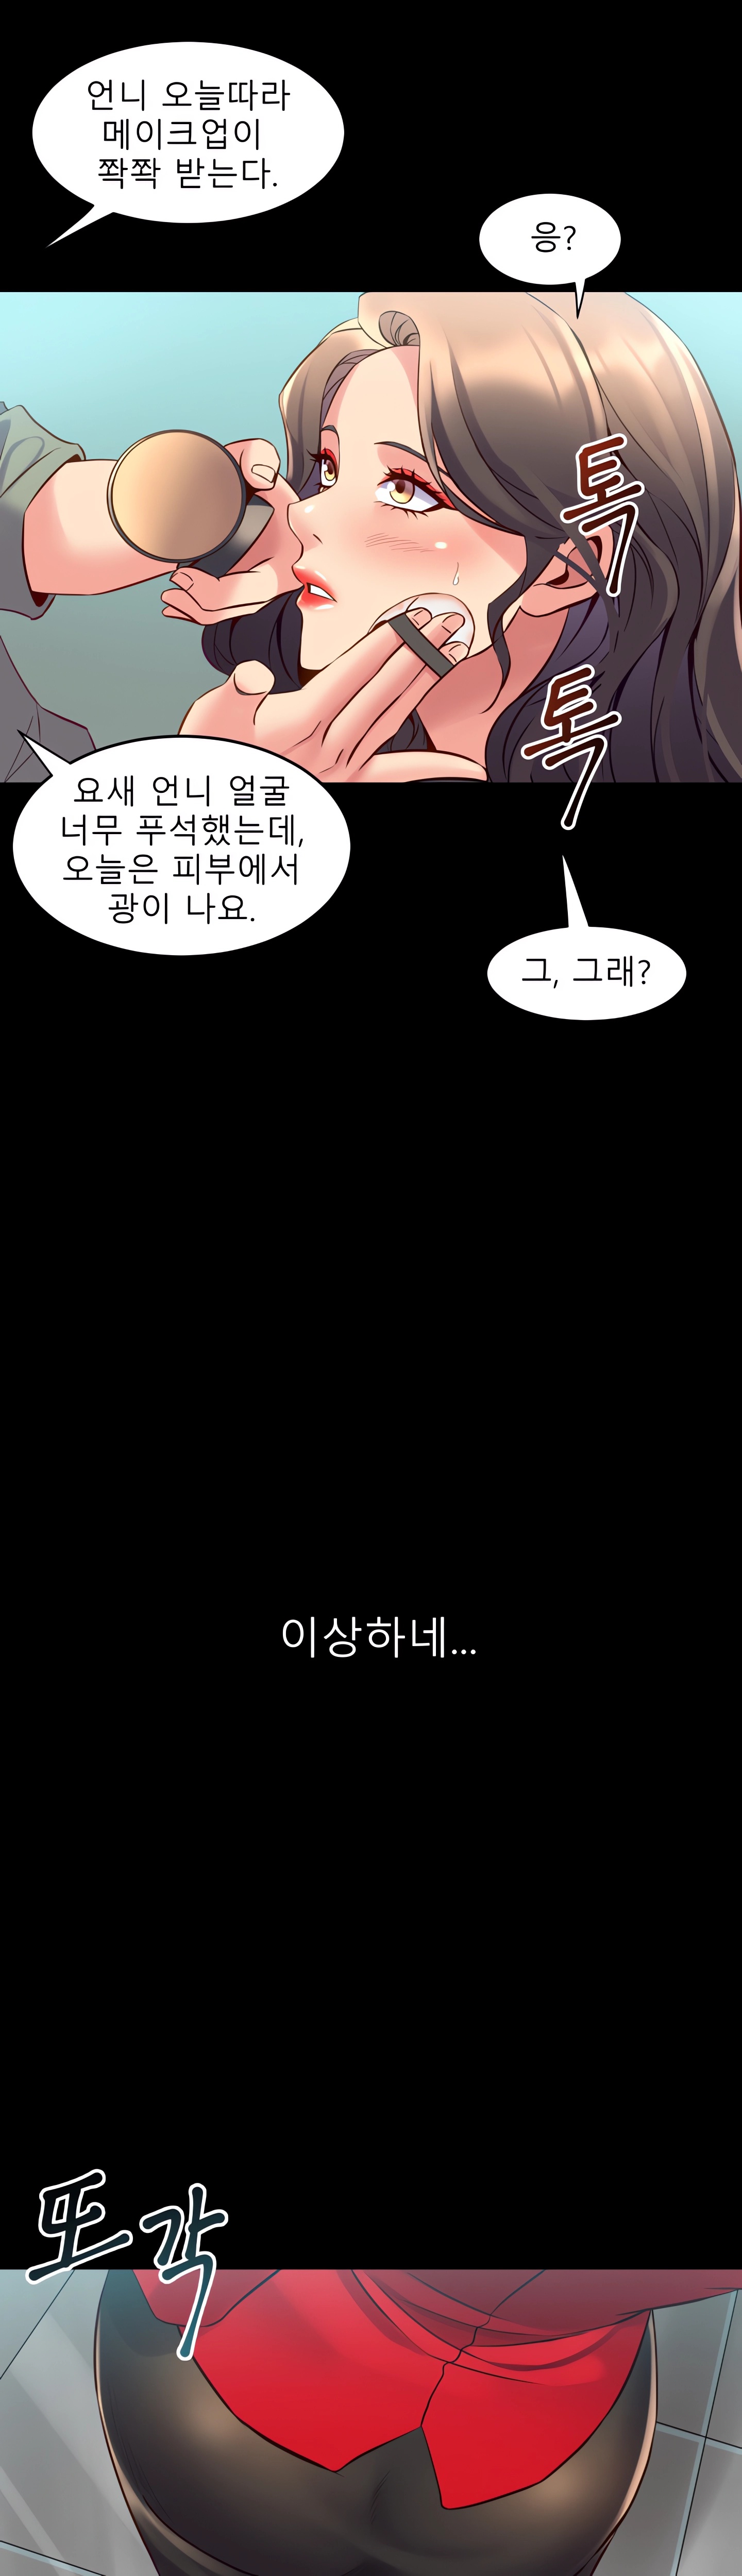 언니 오늘따라
메이크업이
쫙쫙 받는다.
응?
톡
톡
요새 언니 얼굴
너무 푸석했는데,
오늘은 피부에서
광이 나요.
그, 그래?
이상하네...
또각